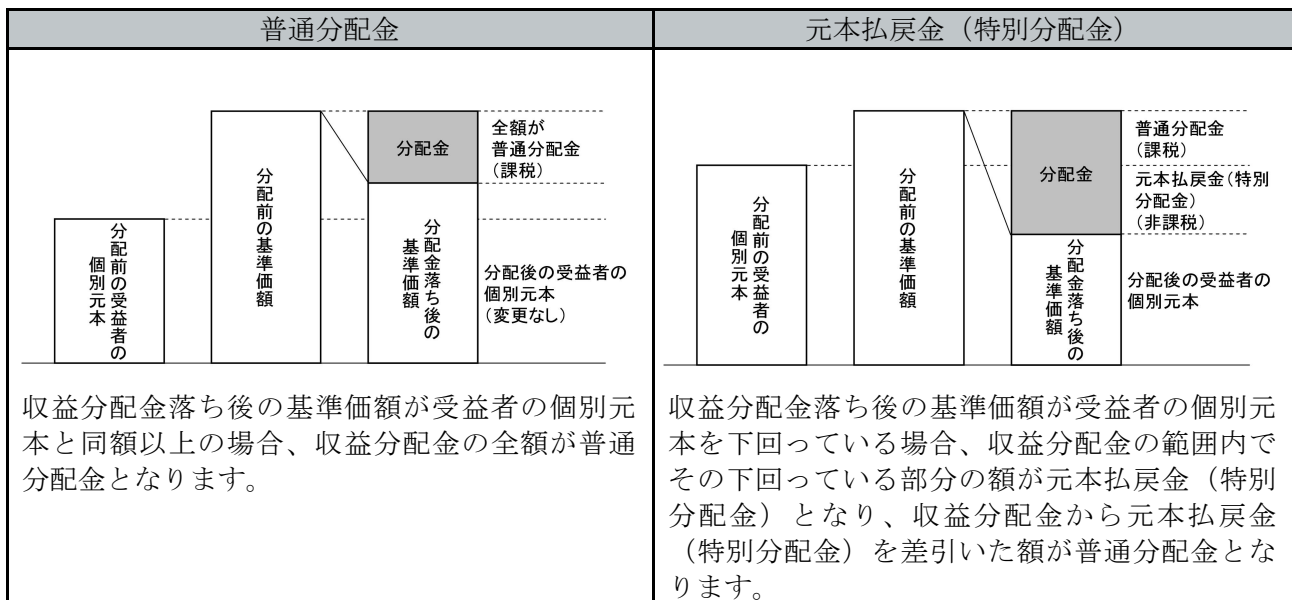 普通分配金
分配前の受益者の
個別元本
分配前の基準価額
分配金
分配金落ち後の
基準価額
全額が
普通分配金
(課税)
分配後の受益者の
個別元本
(変更なし)
収益分配金落ち後の基準価額が受益者の個別元
本と同額以上の場合、収益分配金の全額が普通
分配金となります。
元本払戻金（特別分配金）
分配前の受益者の
個別元本
分配前の基準価額
分配金
分配金落ち後の
基準価額
普通分配金
(課税)
元本払戻金(特別
分配金)
(非課税)
分配後の受益者の
個別元本
収益分配金落ち後の基準価額が受益者の個別元
本を下回っている場合、収益分配金の範囲内で
その下回っている部分の額が元本払戻金（特別
分配金）となり、収益分配金から元本払戻金
（特別分配金）を差引いた額が普通分配金とな
ります。